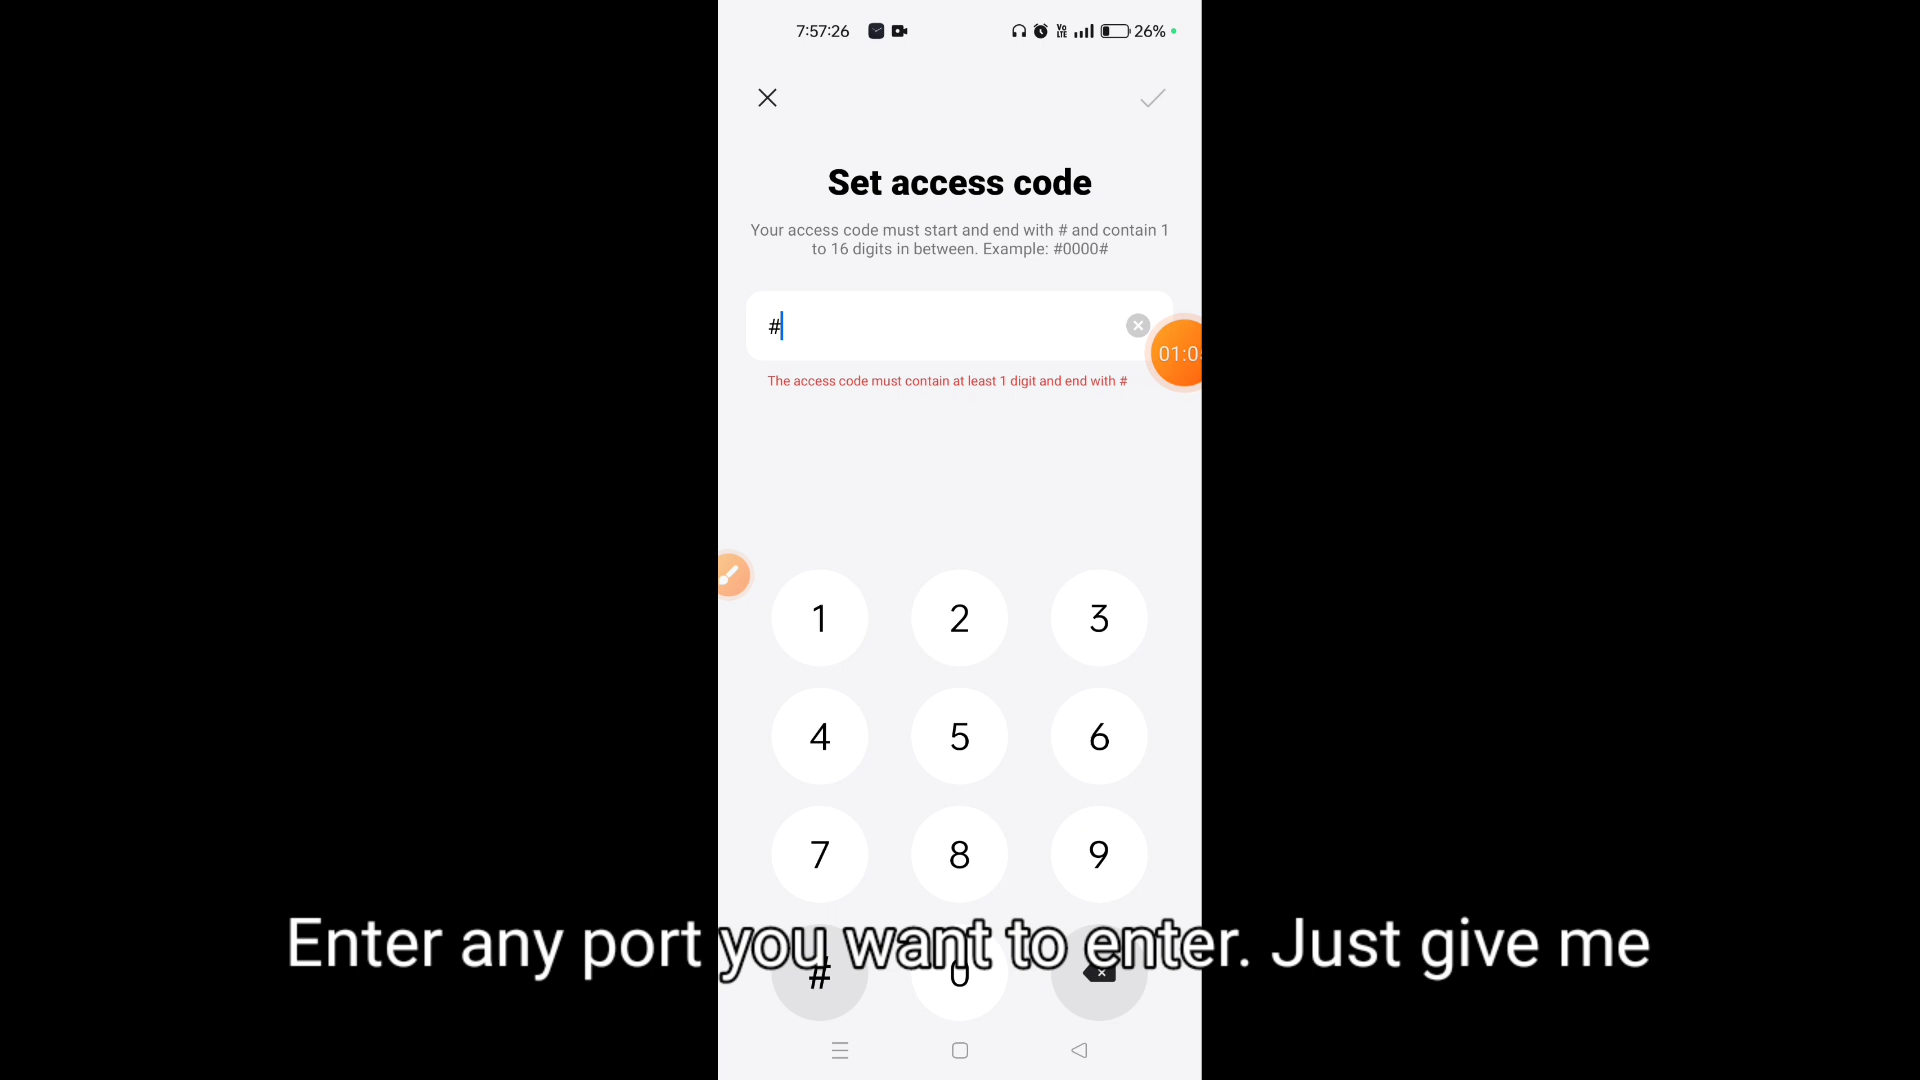 7:57:26
Vo
LTE
26%
Set access code
Your access code must start and end with # and contain 1
to 16 digits in between. Example: #0000#
#
01:0
The access code must contain at least 1 digit and end with #
1 2 3
4 5 6
7 8 9
# 0
Enter any port you want to enter. Just give me